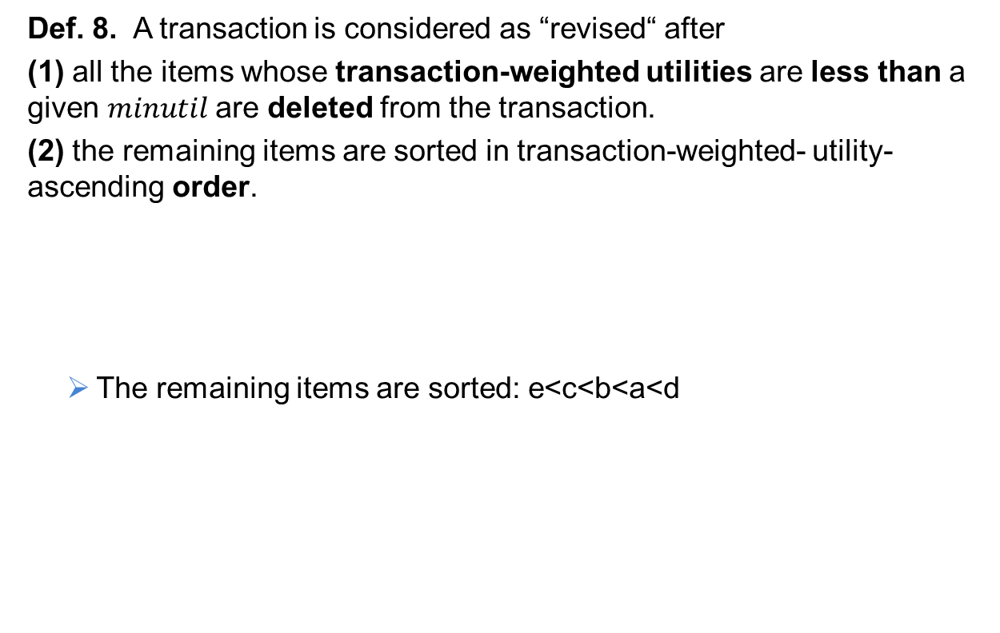 Def. 8. A transaction is considered as “revised“ after
(1) all the items whose transaction-weighted utilities are less than a
given minutil are deleted from the transaction.
(2) the remaining items are sorted in transaction-weighted- utility-
ascending order.
➢ The remaining items are sorted: e<c<b<a<d